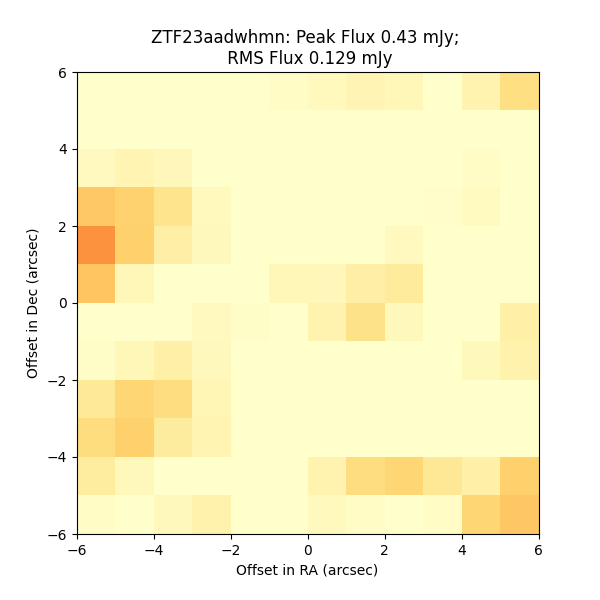 ZTF23aadwhmn: Peak Flux 0.43 mJy;
RMS Flux 0.129 mJy
6
4
2
0
−2
−4
−6
Offset in Dec (arcsec)
−6 −4 −2 0 2 4 6
Offset in RA (arcsec)